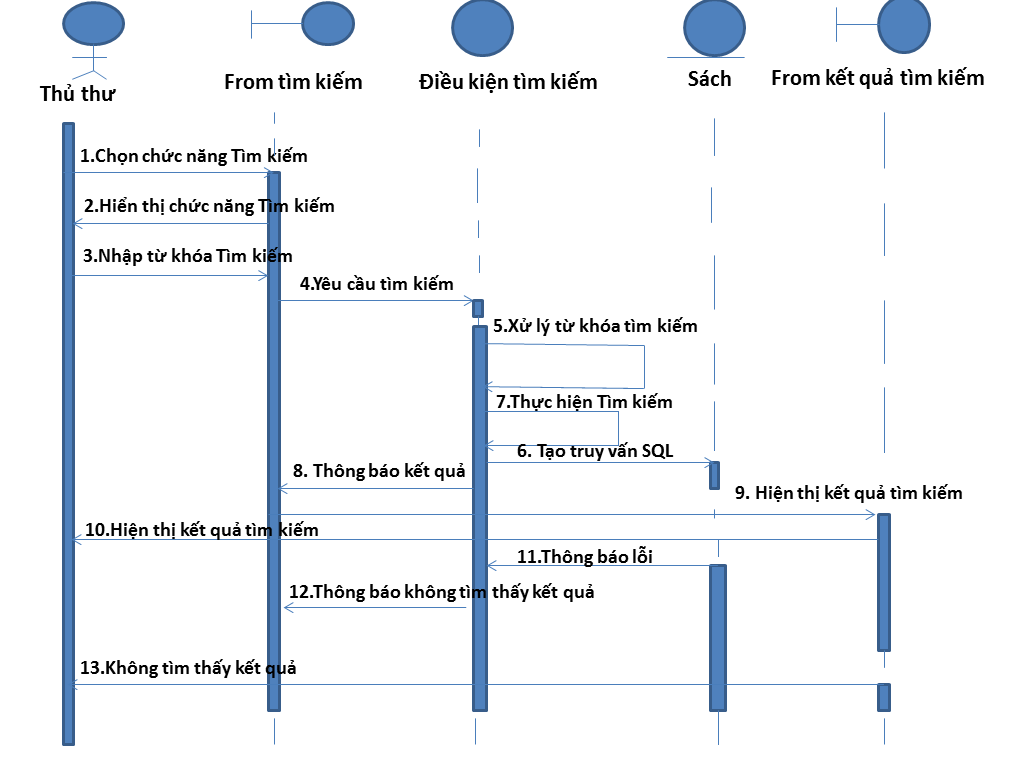 Thủ thư
From tìm kiếm
Điều kiện tìm kiếm
Sách
From kết quả tìm kiếm
1.Chọn chức năng Tìm kiếm
2.Hiển thị chức năng Tìm kiếm
3.Nhập từ khóa Tìm kiếm
4.Yêu cầu tìm kiếm
5.Xử lý từ khóa tìm kiếm
7.Thực hiện Tìm kiếm
6. Tạo truy vấn SQL
8. Thông báo kết quả
9. Hiện thị kết quả tìm kiếm
10.Hiện thị kết quả tìm kiếm
11.Thông báo lỗi
12.Thông báo không tìm thấy kết quả
13.Không tìm thấy kết quả